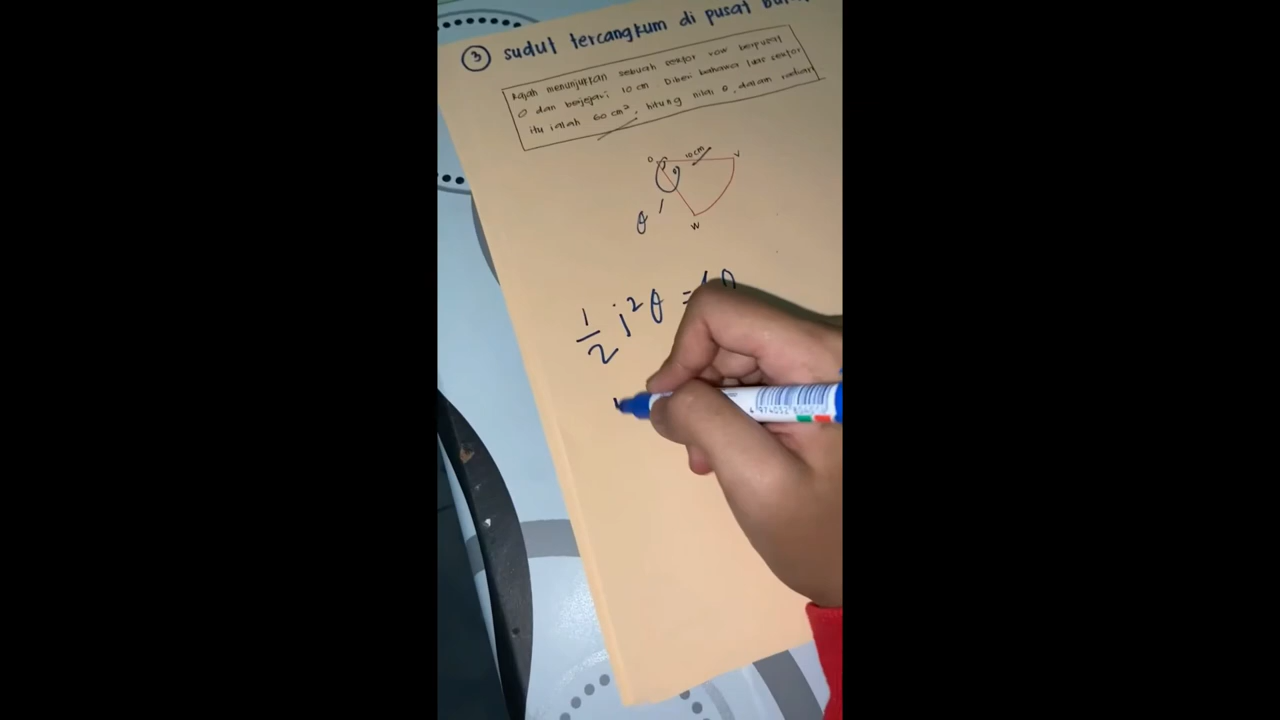 ③ sudut tercangkum di pusat
Rajah menunjukkan sebuah sektor VOW berpusat
O dan berjejari 10 cm. Diberi bahawa luas sektor
itu ialah 60 cm², hitung nilai θ, dalam radian
O 10 cm V
θ
θ
W
1/2 j²θ =